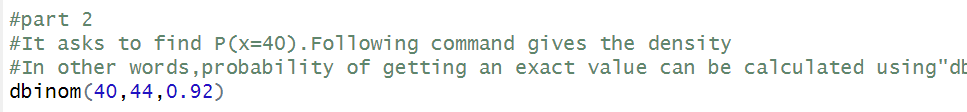 #part 2
#It asks to find P(x=40).Following command gives the density
#In other words,probability of getting an exact value can be calculated using"db
dbinom(40,44,0.92)